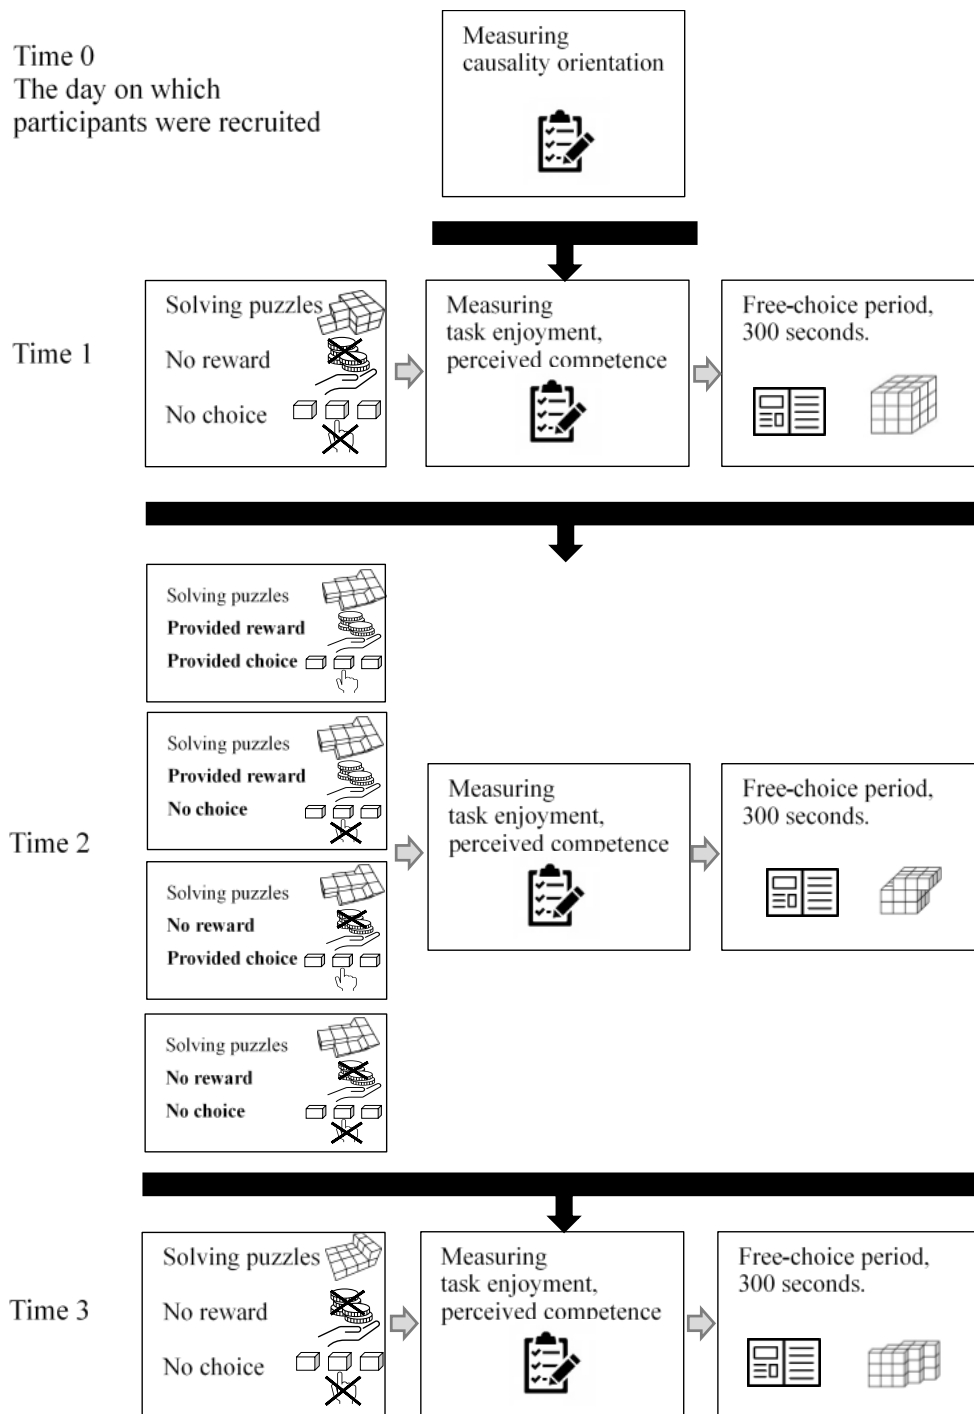 Time 0
The day on which
participants were recruited
Measuring
causality orientation
Time 1
Solving puzzles
No reward
No choice
Measuring
task enjoyment,
perceived competence
Free-choice period,
300 seconds.
Time 2
Solving puzzles
Provided reward
Provided choice
Solving puzzles
Provided reward
No choice
Solving puzzles
No reward
Provided choice
Solving puzzles
No reward
No choice
Measuring
task enjoyment,
perceived competence
Free-choice period,
300 seconds.
Time 3
Solving puzzles
No reward
No choice
Measuring
task enjoyment,
perceived competence
Free-choice period,
300 seconds.